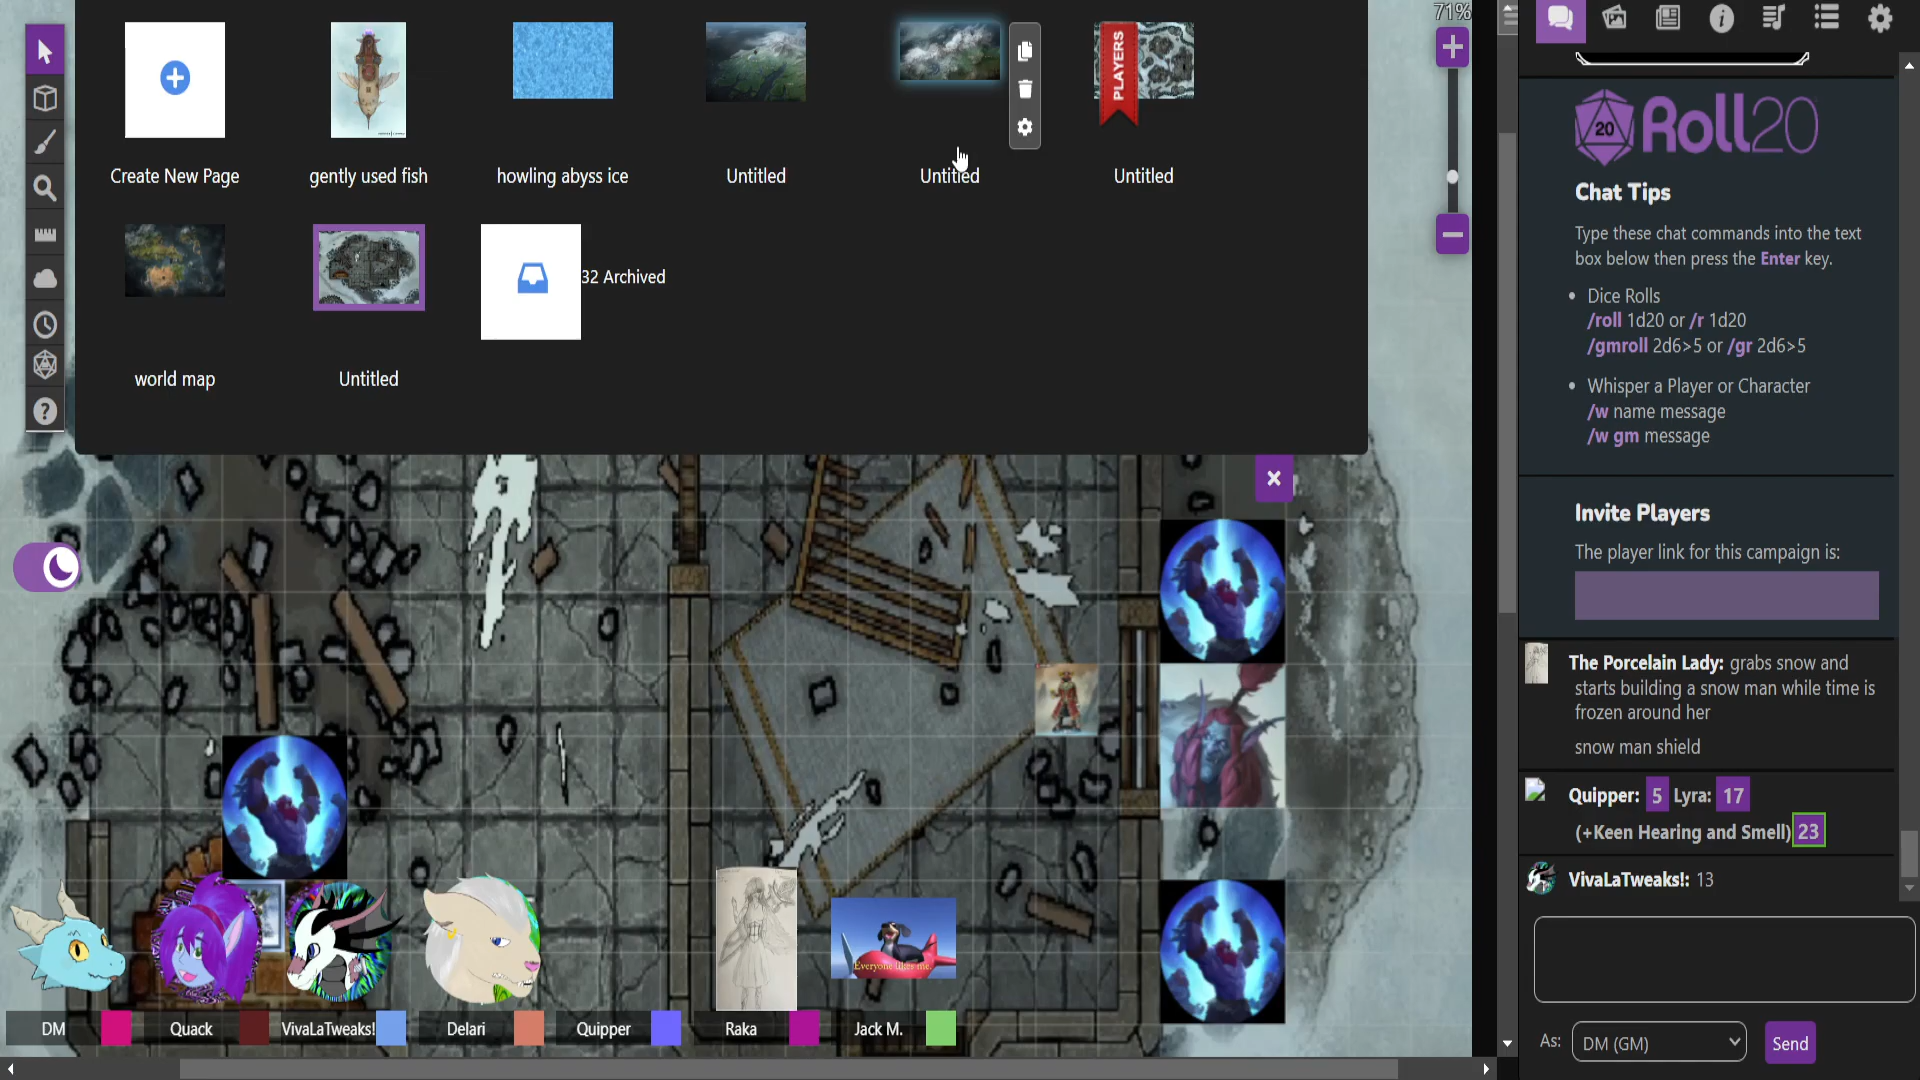 71%
PLAYERS
Create New Page
gently used fish
howling abyss ice
Untitled
Untitled
Untitled
32 Archived
world map
Untitled
Everyone likes me.
DM
Quack
VivaLaTweaks!
Delari
Quipper
Raka
Jack M.
20
Roll20
Chat Tips
Type these chat commands into the text
box below then press the Enter key.
• Dice Rolls
/roll 1d20 or /r 1d20
/gmroll 2d6>5 or /gr 2d6>5
• Whisper a Player or Character
/w name message
/w gm message
Invite Players
The player link for this campaign is:
The Porcelain Lady: grabs snow and
starts building a snow man while time is
frozen around her
snow man shield
Quipper: 5 Lyra: 17
(+Keen Hearing and Smell) 23
VivaLaTweaks!: 13
As: DM (GM) Send